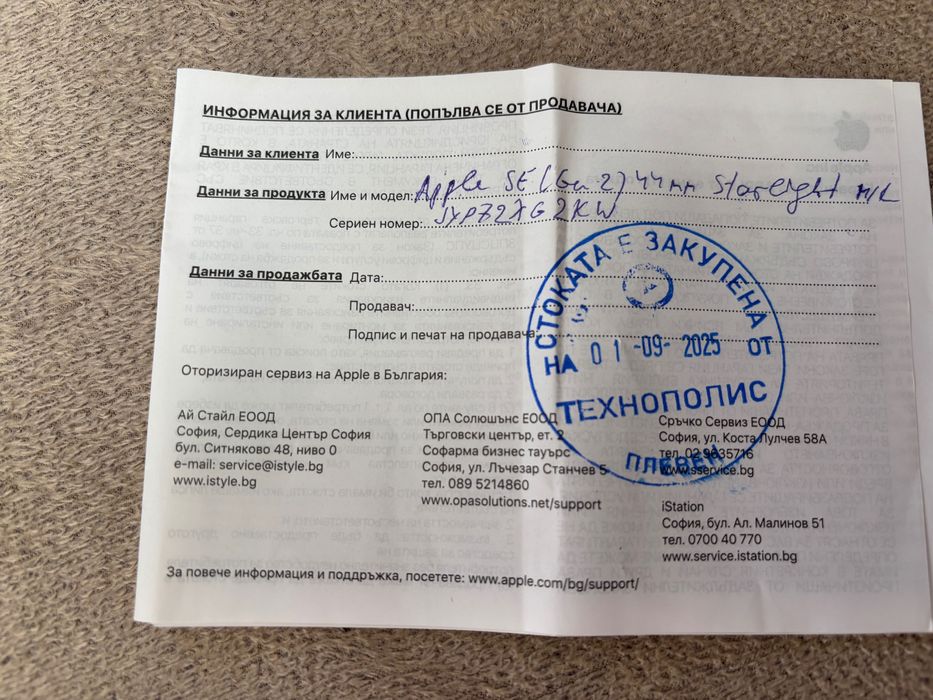 ИНФОРМАЦИЯ ЗА КЛИЕНТА (ПОПЪЛВА СЕ ОТ ПРОДАВАЧА)
Данни за клиента Име:
Данни за продукта Име и модел: Apple SE (Gen 2) 44mm Starlight M/L
Сериен номер:
Данни за продажбата Дата:
Продавач:
Подпис и печат на продавача:
СТОКАТА Е ЗАКУПЕНА
НА 01-09-2025 ОТ
ТЕХНОПОЛИС
ПЛЕВЕН
Оторизиран сервиз на Apple в България:
Ай Стайл ЕООД
София, Сердика Център София
бул. Ситняково 48, ниво 0
e-mail: service@istyle.bg
www.istyle.bg
ОПА Солюшънс ЕООД
Търговски център, ет. 2
Софарма бизнес тауърс
София, ул. Лъчезар Станчев 5
тел. 089 5214860
www.opasolutions.net/support
Сръчко Сервиз ЕООД
София, ул. Коста Лулчев 58А
тел. 02 9635716
www.sservice.bg
iStation
София, бул. Ал. Малинов 51
тел. 0700 40 770
www.service.istation.bg
За повече информация и поддръжка, посетете: www.apple.com/bg/support/